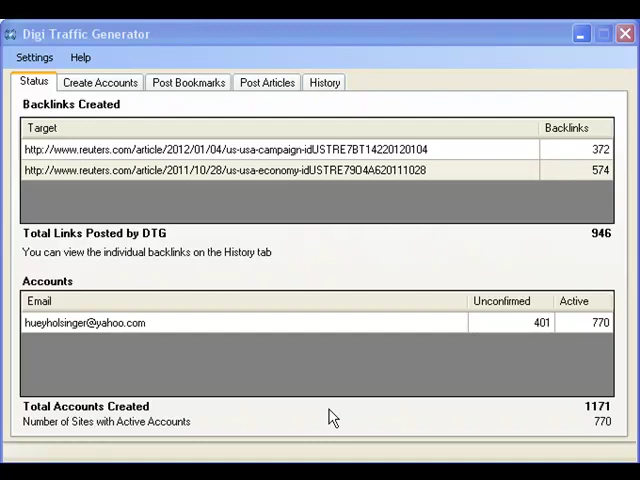 Digi Traffic Generator
Settings Help
Status Create Accounts Post Bookmarks Post Articles History
Backlinks Created
Target Backlinks
http://www.reuters.com/article/2012/01/04/us-usa-campaign-idUSTRE7BT14220120104 372
http://www.reuters.com/article/2011/10/28/us-usa-economy-idUSTRE79O4A620111028 574
Total Links Posted by DTG 946
You can view the individual backlinks on the History tab
Accounts
Email Unconfirmed Active
hueyholsinger@yahoo.com 401 770
Total Accounts Created 1171
Number of Sites with Active Accounts 770